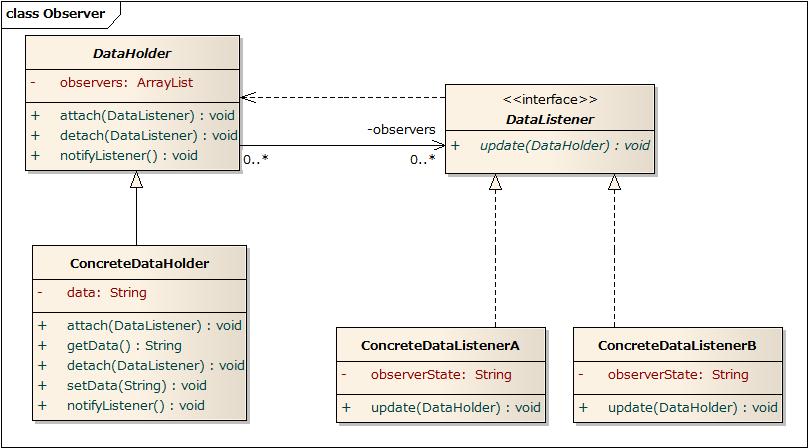 class Observer
DataHolder
- observers: ArrayList
+ attach(DataListener) : void
+ detach(DataListener) : void
+ notifyListener() : void
-observers
0..*
0..*
<<interface>>
DataListener
+ update(DataHolder) : void
ConcreteDataHolder
- data: String
+ attach(DataListener) : void
+ getData() : String
+ detach(DataListener) : void
+ setData(String) : void
+ notifyListener() : void
ConcreteDataListenerA
- observerState: String
+ update(DataHolder) : void
ConcreteDataListenerB
- observerState: String
+ update(DataHolder) : void